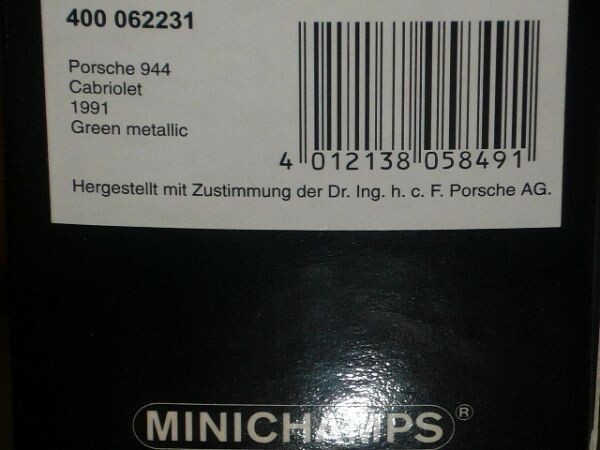 400 062231
Porsche 944
Cabriolet
1991
Green metallic
4 012138 058491
Hergestellt mit Zustimmung der Dr. Ing. h. c. F. Porsche AG.
MINICHAMPS®